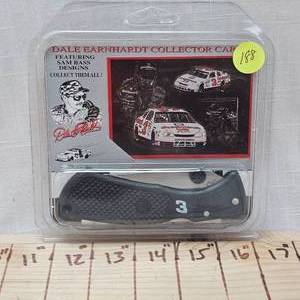 DALE EARNHARDT COLLECTOR CAR
188
FEATURING
SAM BASS
DESIGNS
COLLECT THEM ALL!
3
11" 12" 13" 14" 15" 16" 17"